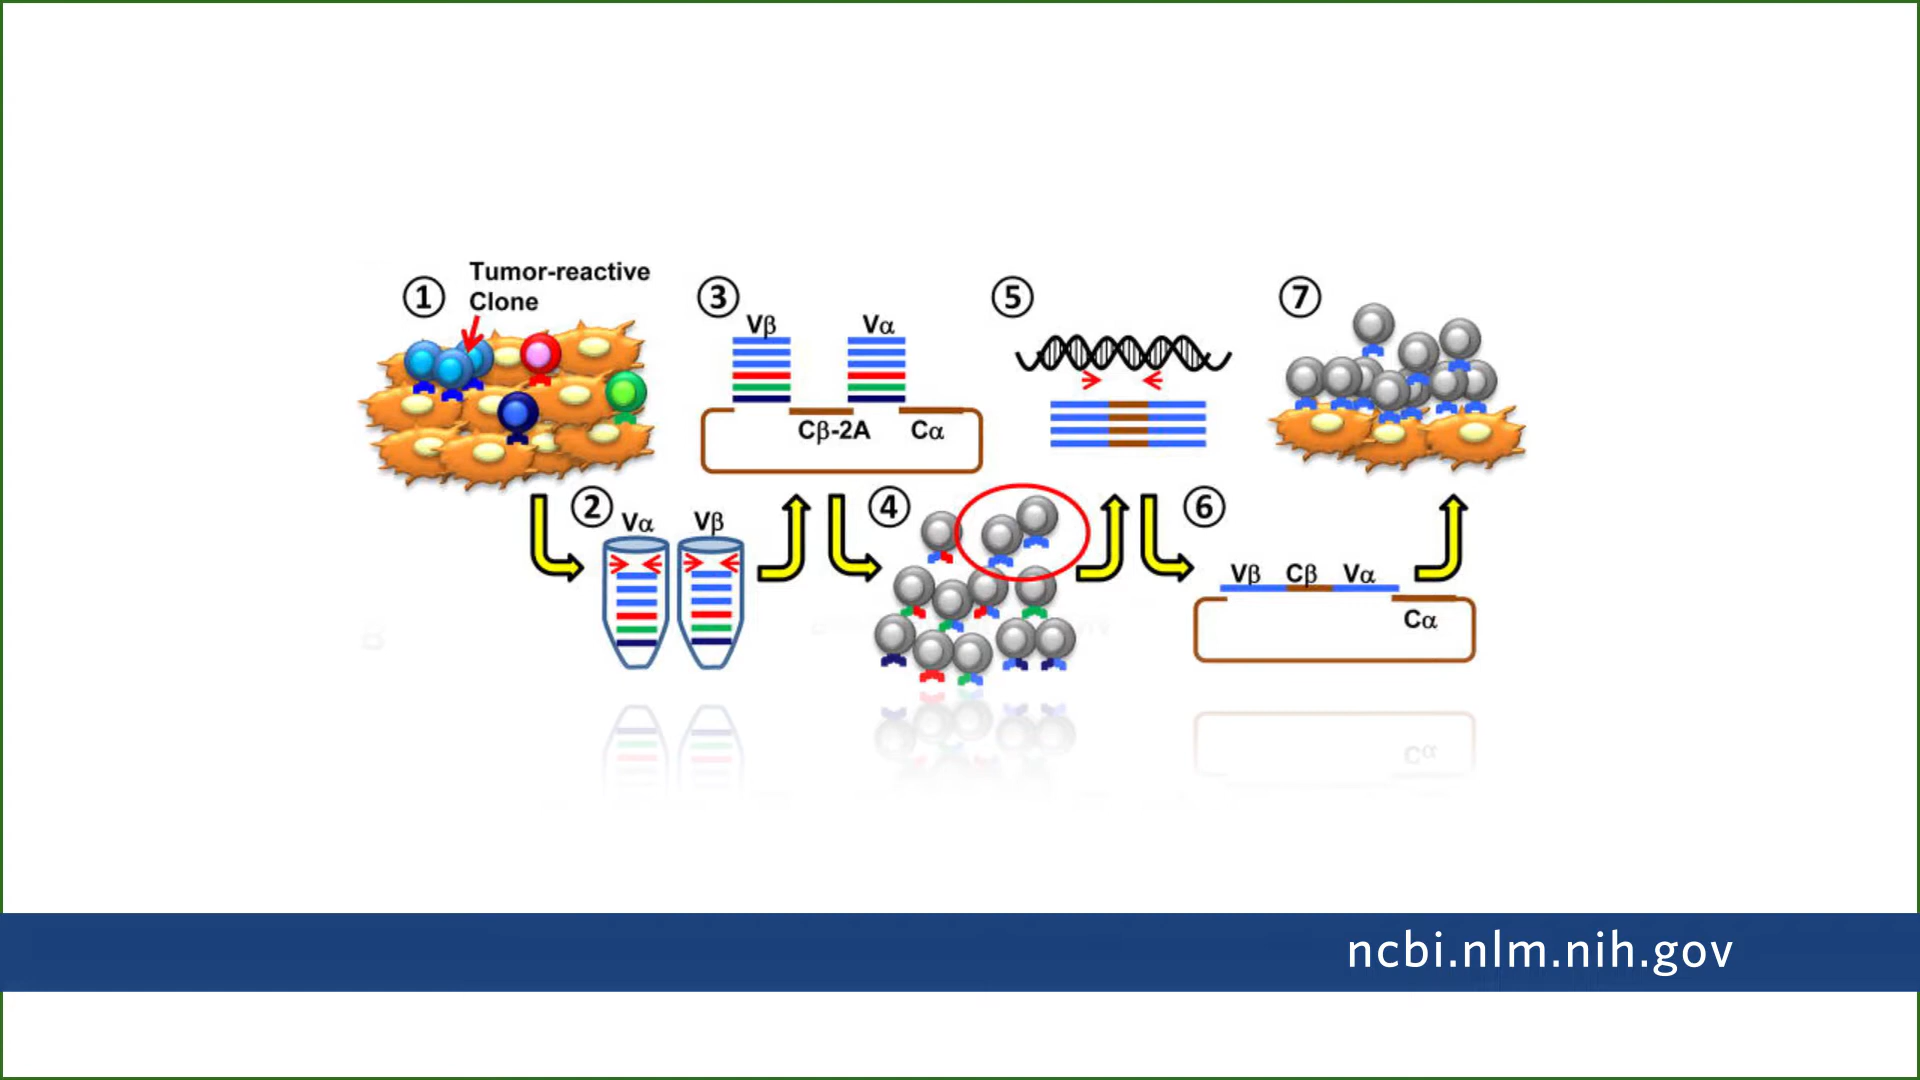 ① Tumor-reactive
Clone
② Vα Vβ
③ Vβ Vα
Cβ-2A Cα
④
⑤
⑥ Vβ Cβ Vα
Cα
⑦
ncbi.nlm.nih.gov